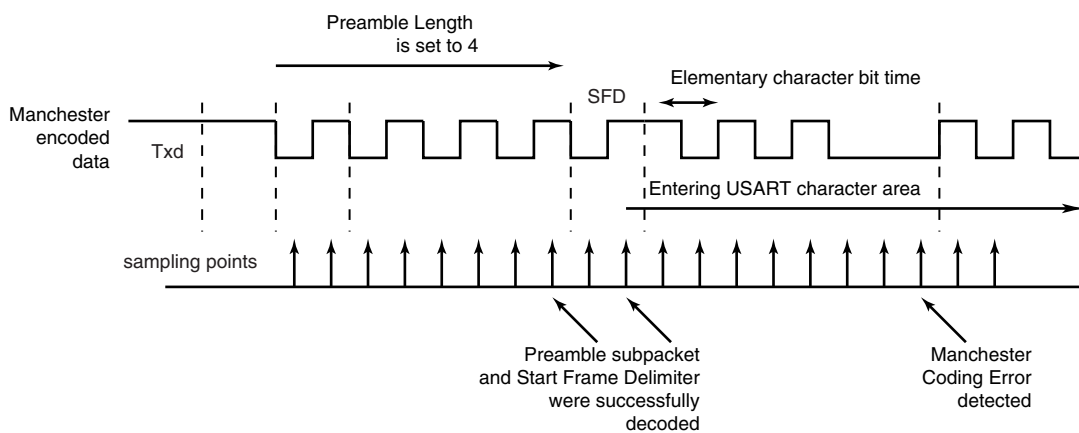 Preamble Length
is set to 4
Elementary character bit time
SFD
Manchester
encoded
data
Txd
Entering USART character area
sampling points
Preamble subpacket
and Start Frame Delimiter
were successfully
decoded
Manchester
Coding Error
detected